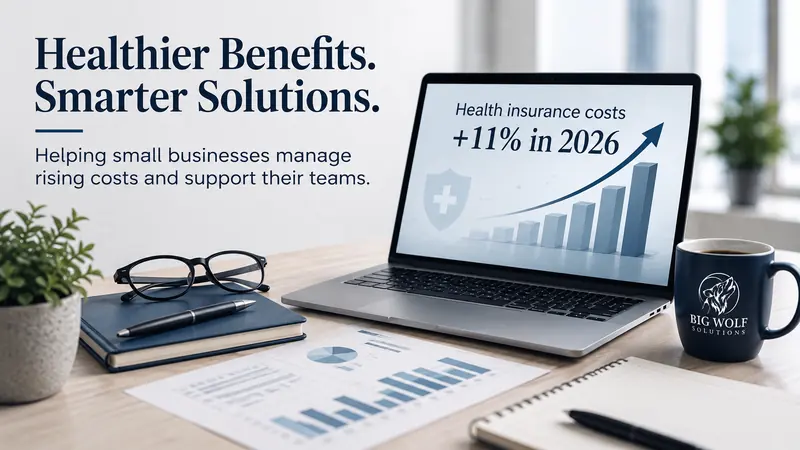 Healthier Benefits.
Smarter Solutions.
Helping small businesses manage
rising costs and support their teams.
Health insurance costs
+11% in 2026
BIG WOLF
SOLUTIONS